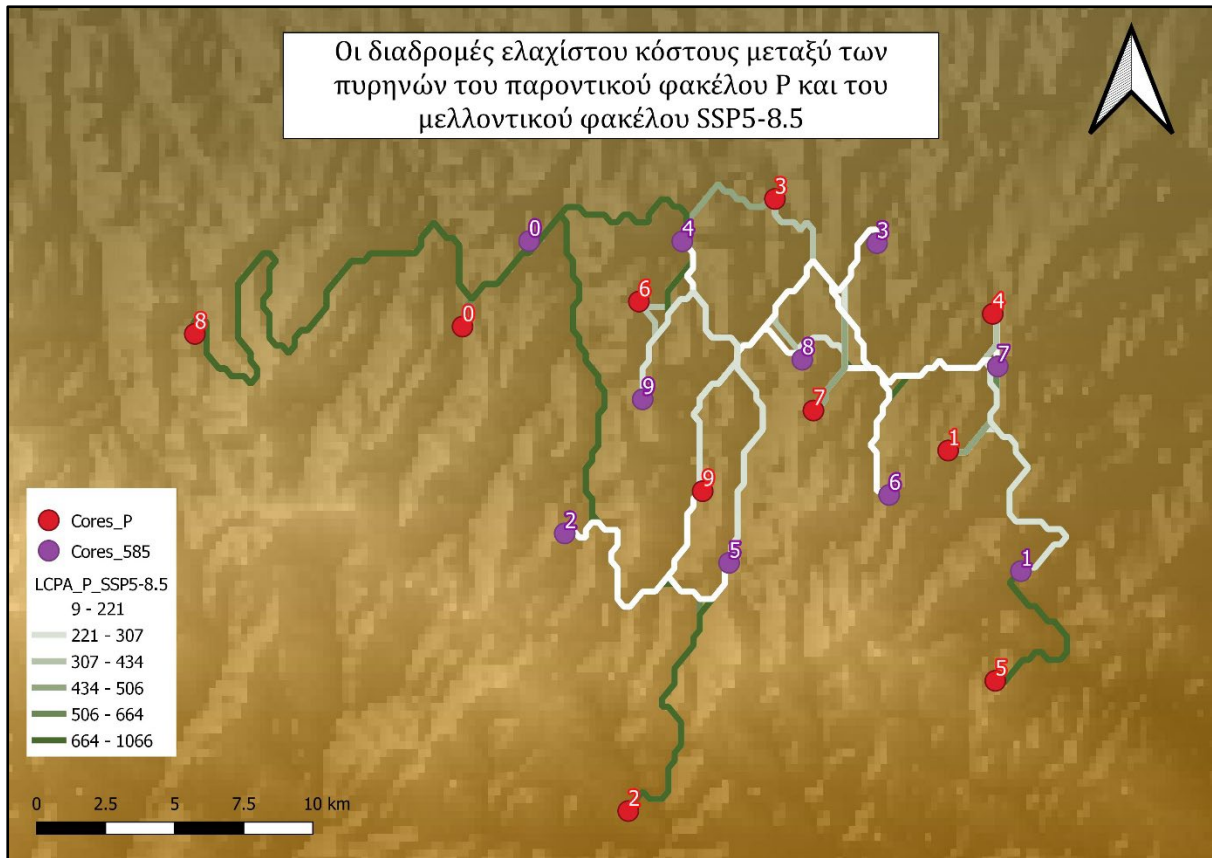 Οι διαδρομές ελαχίστου κόστους μεταξύ των
πυρηνών του παροντικού φακέλου P και του
μελλοντικού φακέλου SSP5-8.5
3
0
4
3
6
4
0
8
8
7
9
7
1
9
6
2
5
1
5
2
Cores_P
Cores_585
LCPA_P_SSP5-8.5
9 - 221
221 - 307
307 - 434
434 - 506
506 - 664
664 - 1066
0 2.5 5 7.5 10 km